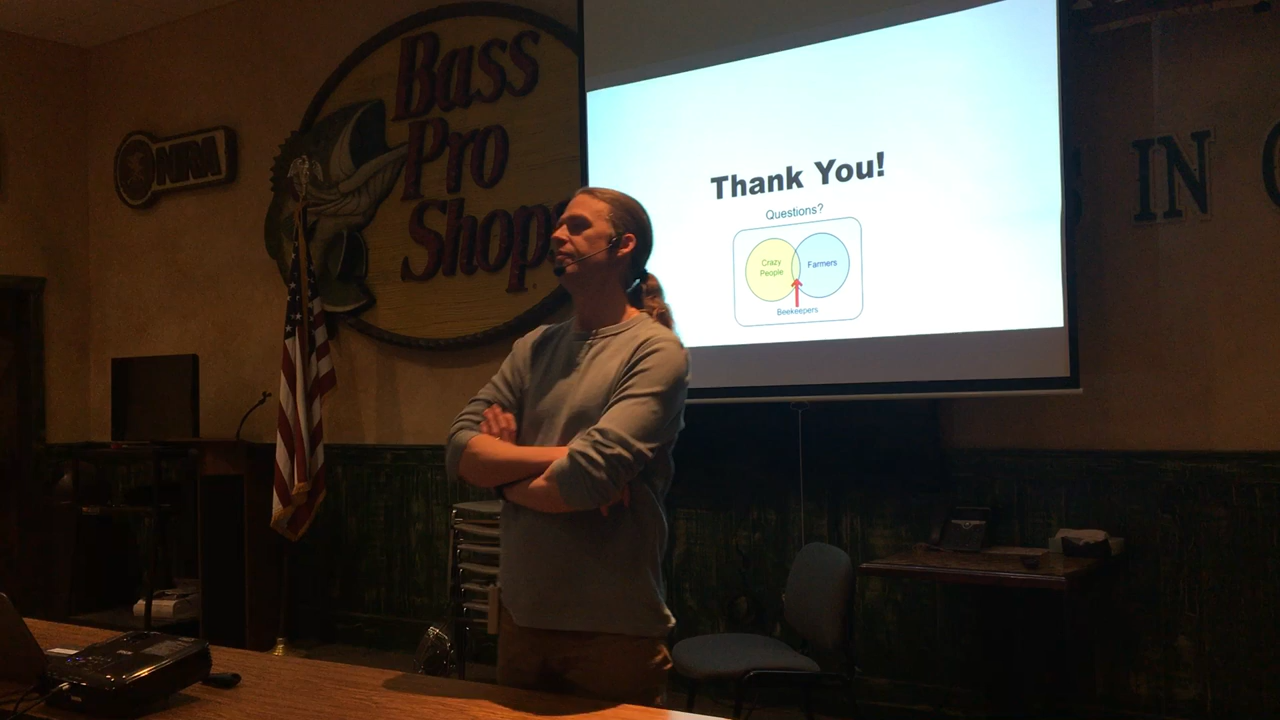 NRA
Bass
Pro
Shops
Thank You!
Questions?
Crazy
People
Farmers
Beekeepers
IN